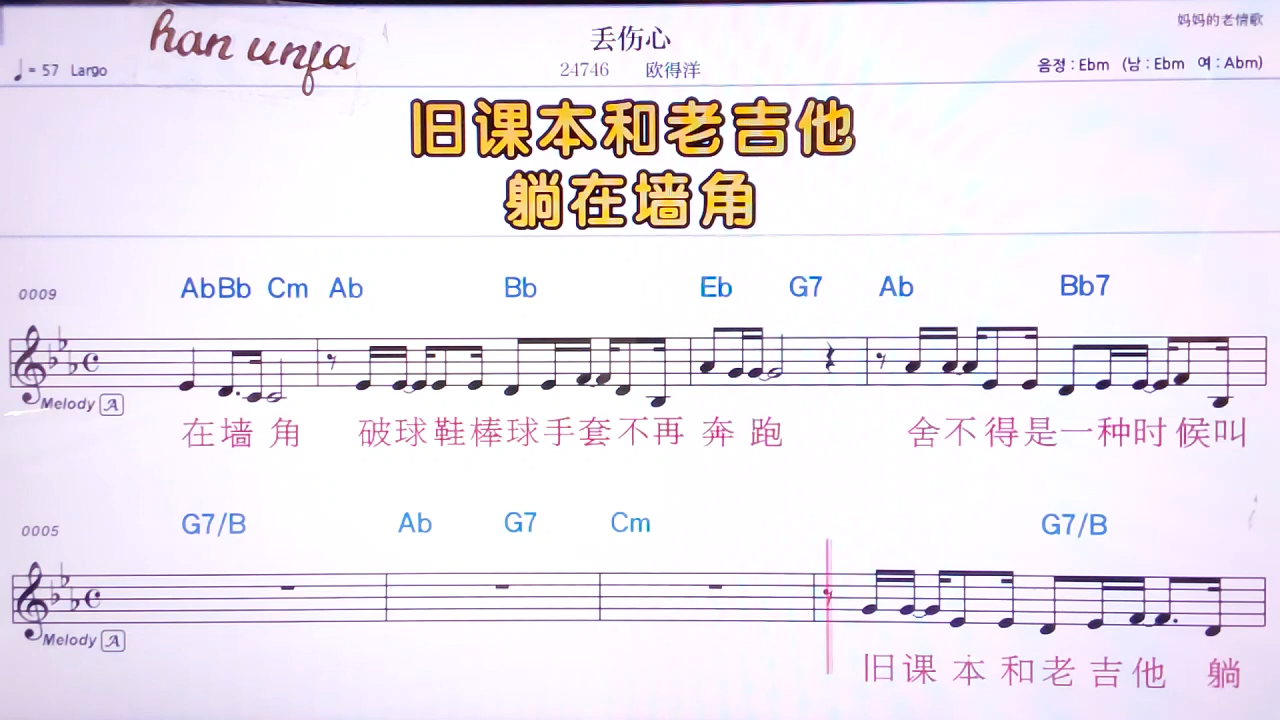 妈妈的老情歌
han unfa
丢伤心
♩= 57 Largo
24746 欧得洋
음정 : Ebm (남 : Ebm 여 : Abm)
旧课本和老吉他
躺在墙角
0009
Ab Bb Cm Ab Bb Eb G7 Ab Bb7
Melody A
在墙角 破球鞋棒球手套不再奔跑 舍不得是一种时候叫
0005
G7/B Ab G7 Cm G7/B
Melody A
旧课本和老吉他 躺